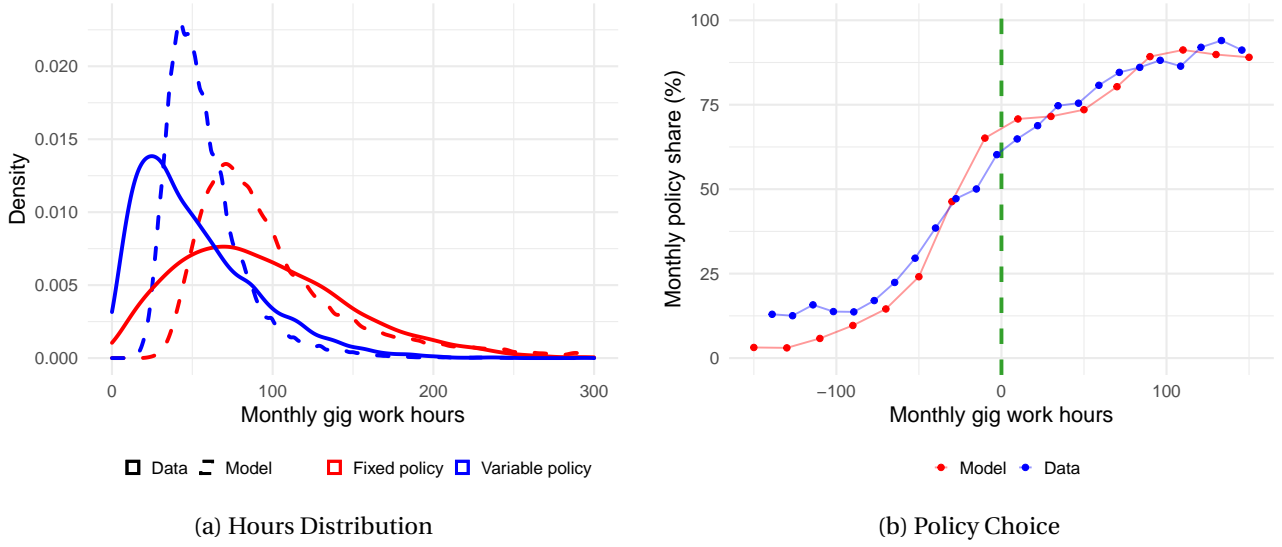 Density
0.020
0.015
0.010
0.005
0.000
0
100
200
300
Monthly gig work hours
Data
Model
Fixed policy
Variable policy
(a) Hours Distribution
Monthly policy share (%)
100
75
50
25
0
−100
0
100
Monthly gig work hours
Model
Data
(b) Policy Choice